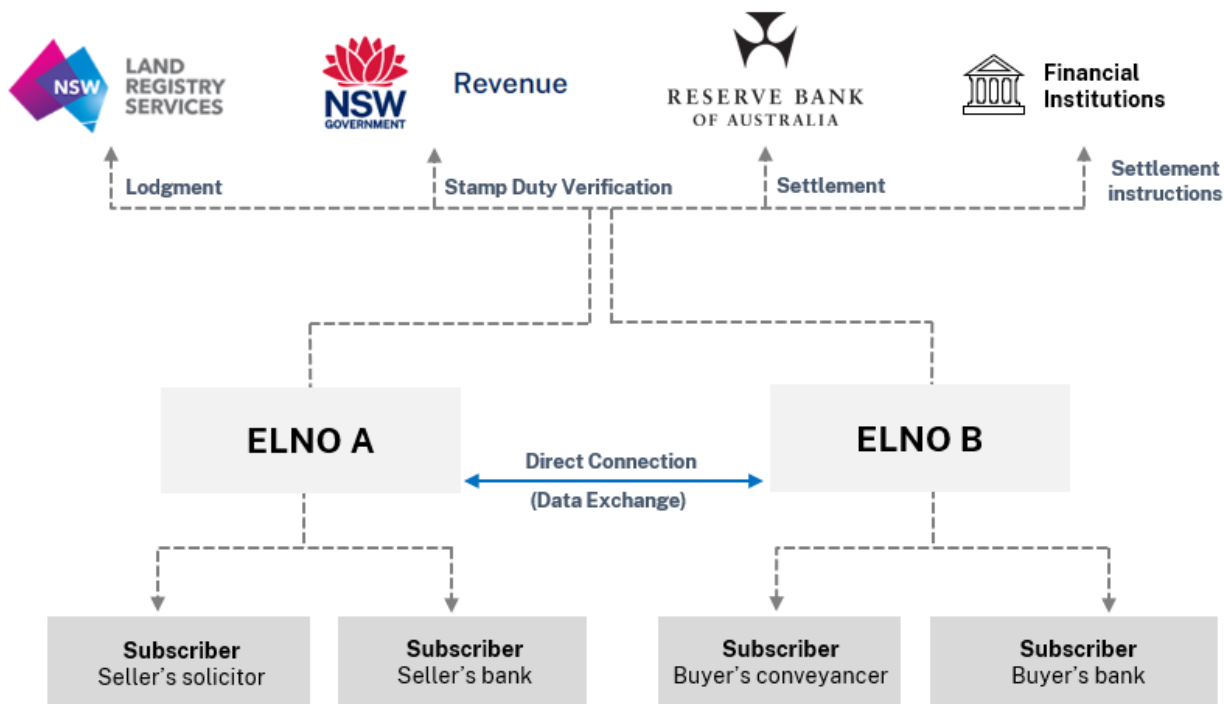 NSW
LAND
REGISTRY
SERVICES
NSW
GOVERNMENT
Revenue
RESERVE BANK
OF AUSTRALIA
Financial
Institutions
Lodgment
Stamp Duty Verification
Settlement
Settlement
instructions
ELNO A
ELNO B
Direct Connection
(Data Exchange)
Subscriber
Seller's solicitor
Subscriber
Seller's bank
Subscriber
Buyer's conveyancer
Subscriber
Buyer's bank